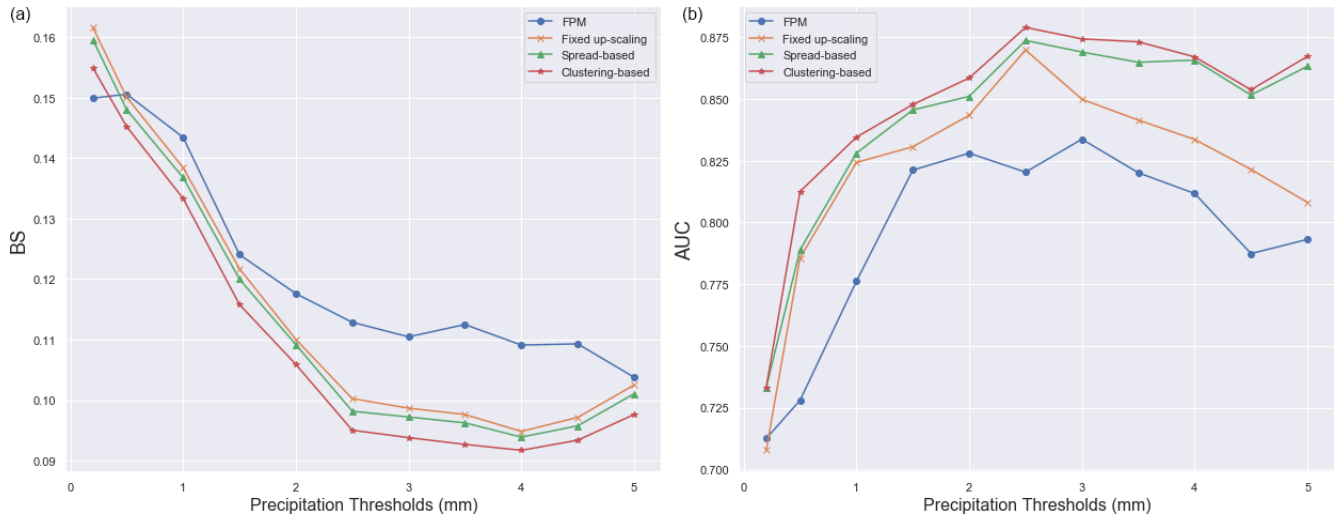 (a)
FPM
Fixed up-scaling
Spread-based
Clustering-based
0.16
0.15
0.14
0.13
0.12
0.11
0.10
0.09
BS
0
1
2
3
4
5
Precipitation Thresholds (mm)
(b)
FPM
Fixed up-scaling
Spread-based
Clustering-based
0.875
0.850
0.825
0.800
0.775
0.750
0.725
0.700
AUC
0
1
2
3
4
5
Precipitation Thresholds (mm)